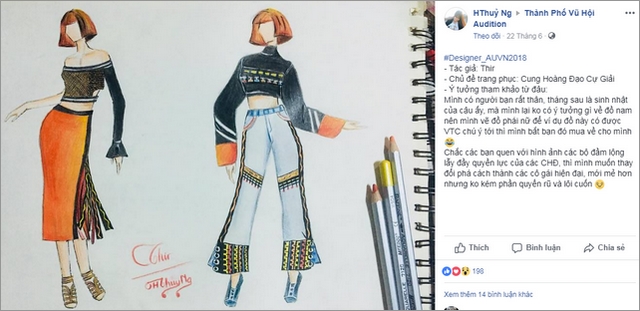 HThuỷ Ng ▸ Thành Phố Vũ Hội
Audition
Theo dõi · 22 Tháng 6 ·
#Designer_AUVN2018
- Tác giả: Thir
- Chủ đề trang phục: Cung Hoàng Đạo Cự Giải
- Ý tưởng tham khảo từ đâu:
Mình có người bạn rất thân, tháng sau là sinh nhật
của cậu ấy, mà mình lại ko có ý tưởng gì về đồ nam
nên mình vẽ đồ phái nữ để ví dụ đồ này có được
VTC chú ý tới thì mình bắt bạn đó mua về cho mình
😂
Chắc các bạn quen với hình ảnh các bộ đầm lộng
lẫy đầy quyền lực của các CHĐ, thì mình muốn thay
đổi phá cách thành các cô gái hiện đại, mới mẻ hơn
nhưng ko kém phần quyến rũ và lôi cuốn 😏
Thích Bình luận Chia sẻ
198
Xem thêm 14 bình luận khác
Thir
HThuyNg